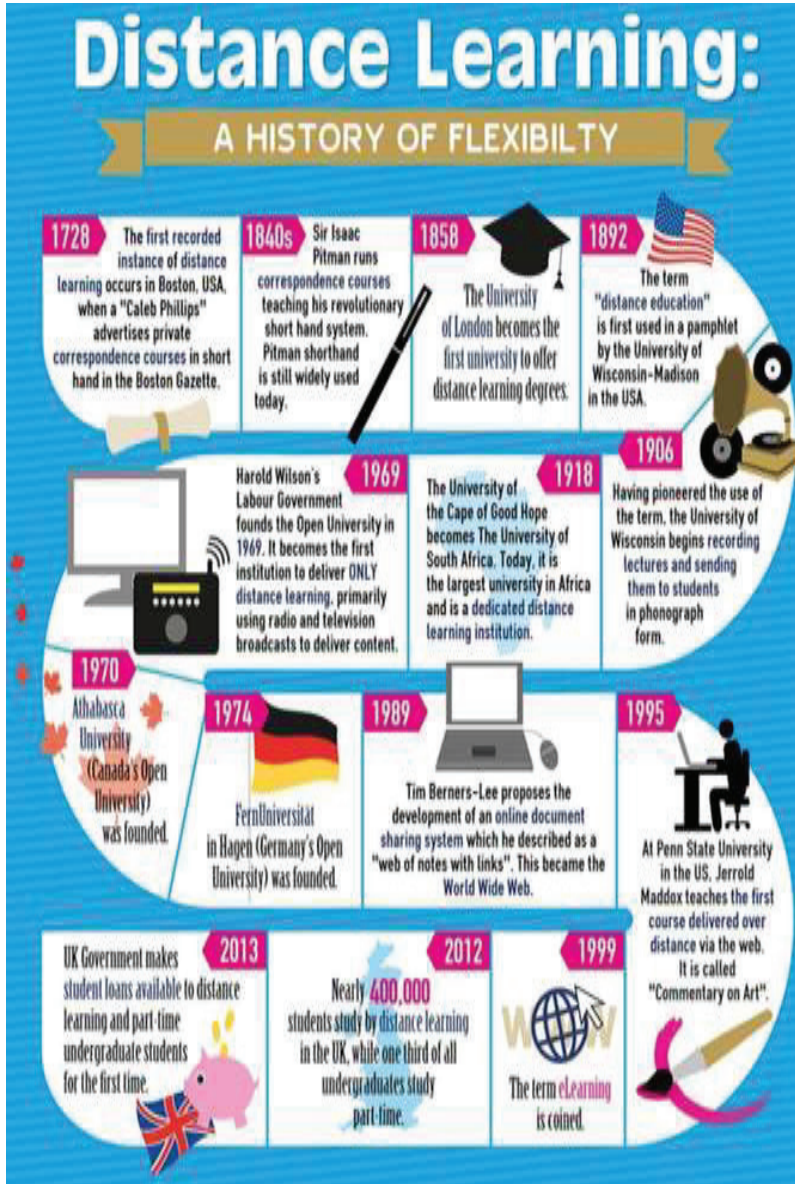 Distance Learning:
A HISTORY OF FLEXIBILTY
1728
The first recorded
instance of distance
learning occurs in Boston, USA,
when a "Caleb Phillips"
advertises private
correspondence courses in short
hand in the Boston Gazette.
1840s
Sir Isaac
Pitman runs
correspondence courses
teaching his revolutionary
short hand system.
Pitman shorthand
is still widely used
today.
1858
The University
of London becomes the
first university to offer
distance learning degrees.
1892
The term
"distance education"
is first used in a pamphlet
by the University of
Wisconsin-Madison
in the USA.
1906
Having pioneered the use of
the term, the University of
Wisconsin begins recording
lectures and sending
them to students
in phonograph
form.
1918
The University of
the Cape of Good Hope
becomes The University of
South Africa. Today, it is
the largest university in Africa
and is a dedicated distance
learning institution.
1969
Harold Wilson's
Labour Government
founds the Open University in
1969. It becomes the first
institution to deliver ONLY
distance learning, primarily
using radio and television
broadcasts to deliver content.
1970
Athabasca
University
(Canada's Open
University)
was founded.
1974
FernUniversitat
in Hagen (Germany's Open
University) was founded.
1989
Tim Berners-Lee proposes the
development of an online document
sharing system which he described as a
"web of notes with links". This became the
World Wide Web.
1995
At Penn State University
in the US, Jerrold
Maddox teaches the first
course delivered over
distance via the web.
It is called
"Commentary on Art".
1999
W W
The term eLearning
is coined.
2012
Nearly 400,000
students study by distance learning
in the UK, while one third of all
undergraduates study
part-time.
2013
UK Government makes
student loans available to distance
learning and part-time
undergraduate students
for the first time.